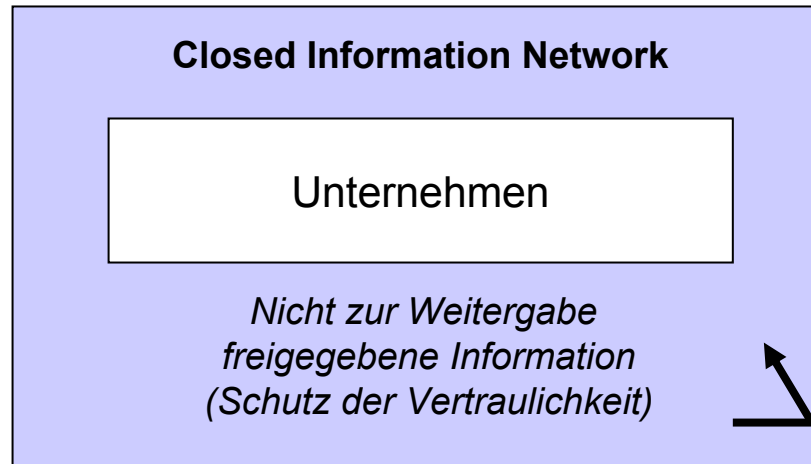 Closed Information Network
Unternehmen
Nicht zur Weitergabe
freigegebene Information
(Schutz der Vertraulichkeit)